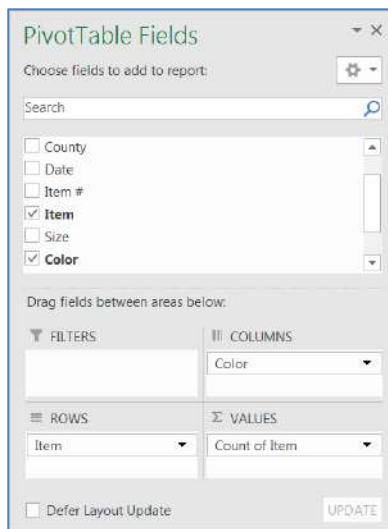 PivotTable Fields
Choose fields to add to report:
Search
County
Date
Item #
Item
Size
Color
Drag fields between areas below:
FILTERS
COLUMNS
Color
ROWS
Item
Σ VALUES
Count of Item
Defer Layout Update
UPDATE